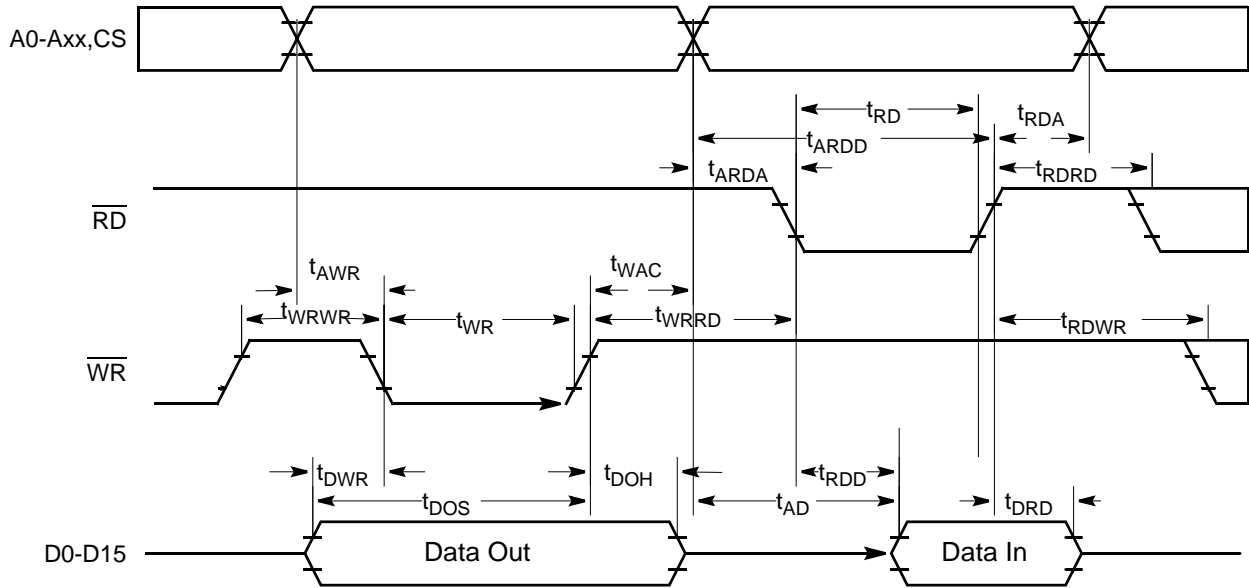 A0-Axx,CS
tRD
tRDA
tARDD
tARDA
tRDRD
RD
tAWR
tWAC
tWRWR
tWR
tWRRD
tRDWR
WR
tDWR
tDOH
tRDD
tDOS
tAD
tDRD
D0-D15
Data Out
Data In